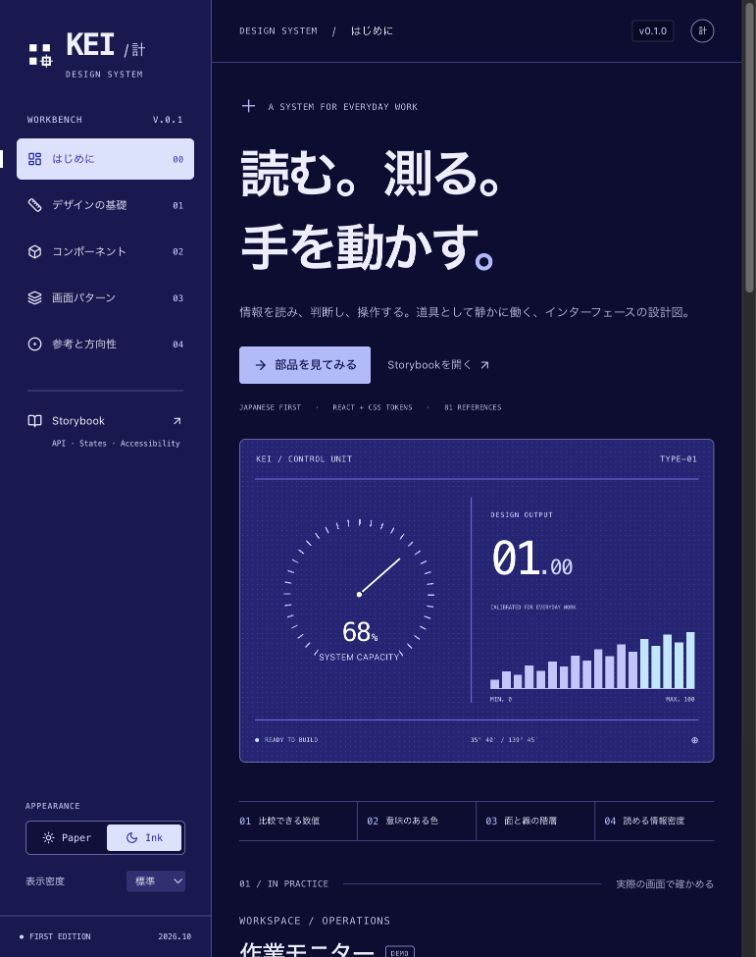 KEI / 計
DESIGN SYSTEM
WORKBENCH V.0.1
はじめに 00
デザインの基礎 01
コンポーネント 02
画面パターン 03
参考と方向性 04
Storybook
API · States · Accessibility
APPEARANCE
Paper Ink
表示密度 標準
FIRST EDITION 2026.10
DESIGN SYSTEM / はじめに v0.1.0 計
A SYSTEM FOR EVERYDAY WORK
読む。測る。
手を動かす。
情報を読み、判断し、操作する。道具として静かに働く、インターフェースの設計図。
部品を見てみる Storybookを開く
JAPANESE FIRST · REACT + CSS TOKENS · 81 REFERENCES
KEI / CONTROL UNIT TYPE-01
68%
SYSTEM CAPACITY
DESIGN OUTPUT
01.00
CALIBRATED FOR EVERYDAY WORK
MIN. 0 MAX. 100
READY TO BUILD 35° 40′ / 139° 45′
01 比較できる数値
02 意味のある色
03 面と線の階層
04 読める情報密度
01 / IN PRACTICE 実際の画面で確かめる
WORKSPACE / OPERATIONS
作業モニター DEMO